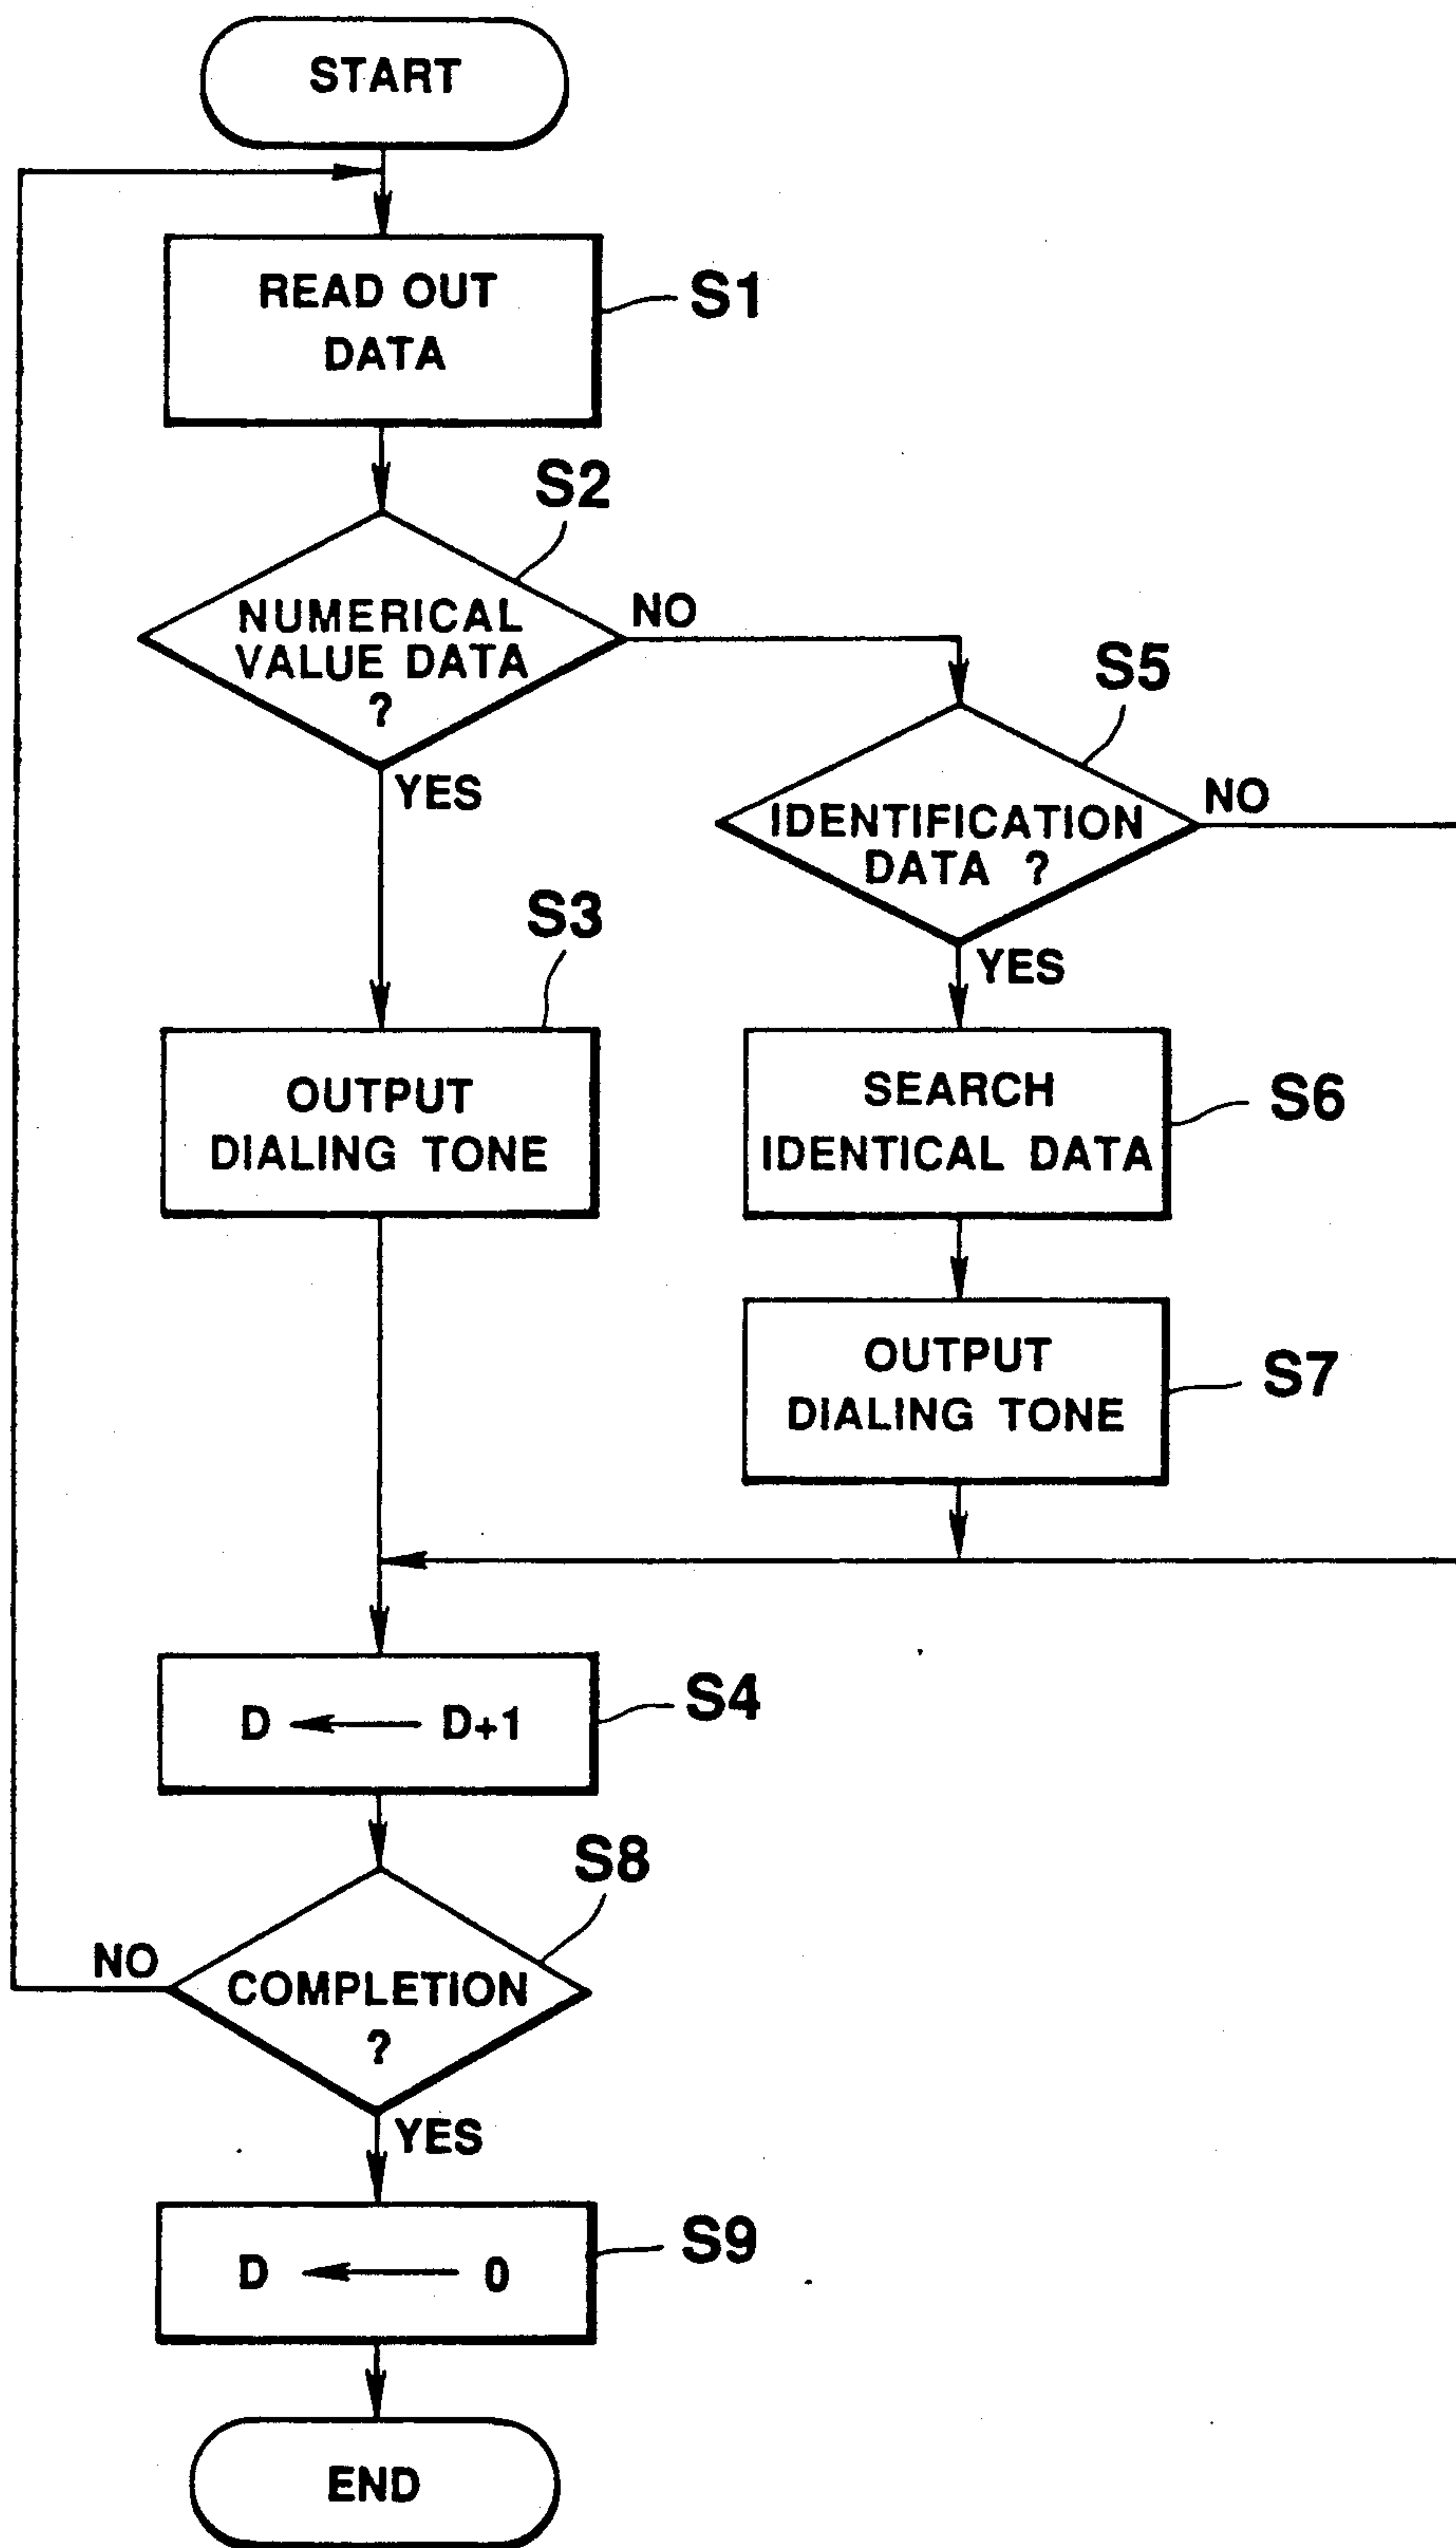 START
READ OUT
DATA
S1
S2
NUMERICAL
VALUE DATA
?
NO
YES
S5
IDENTIFICATION
DATA ?
NO
YES
S3
OUTPUT
DIALING TONE
SEARCH
IDENTICAL DATA
S6
OUTPUT
DIALING TONE
S7
D ← D+1
S4
S8
COMPLETION
?
NO
YES
D ← 0
S9
END